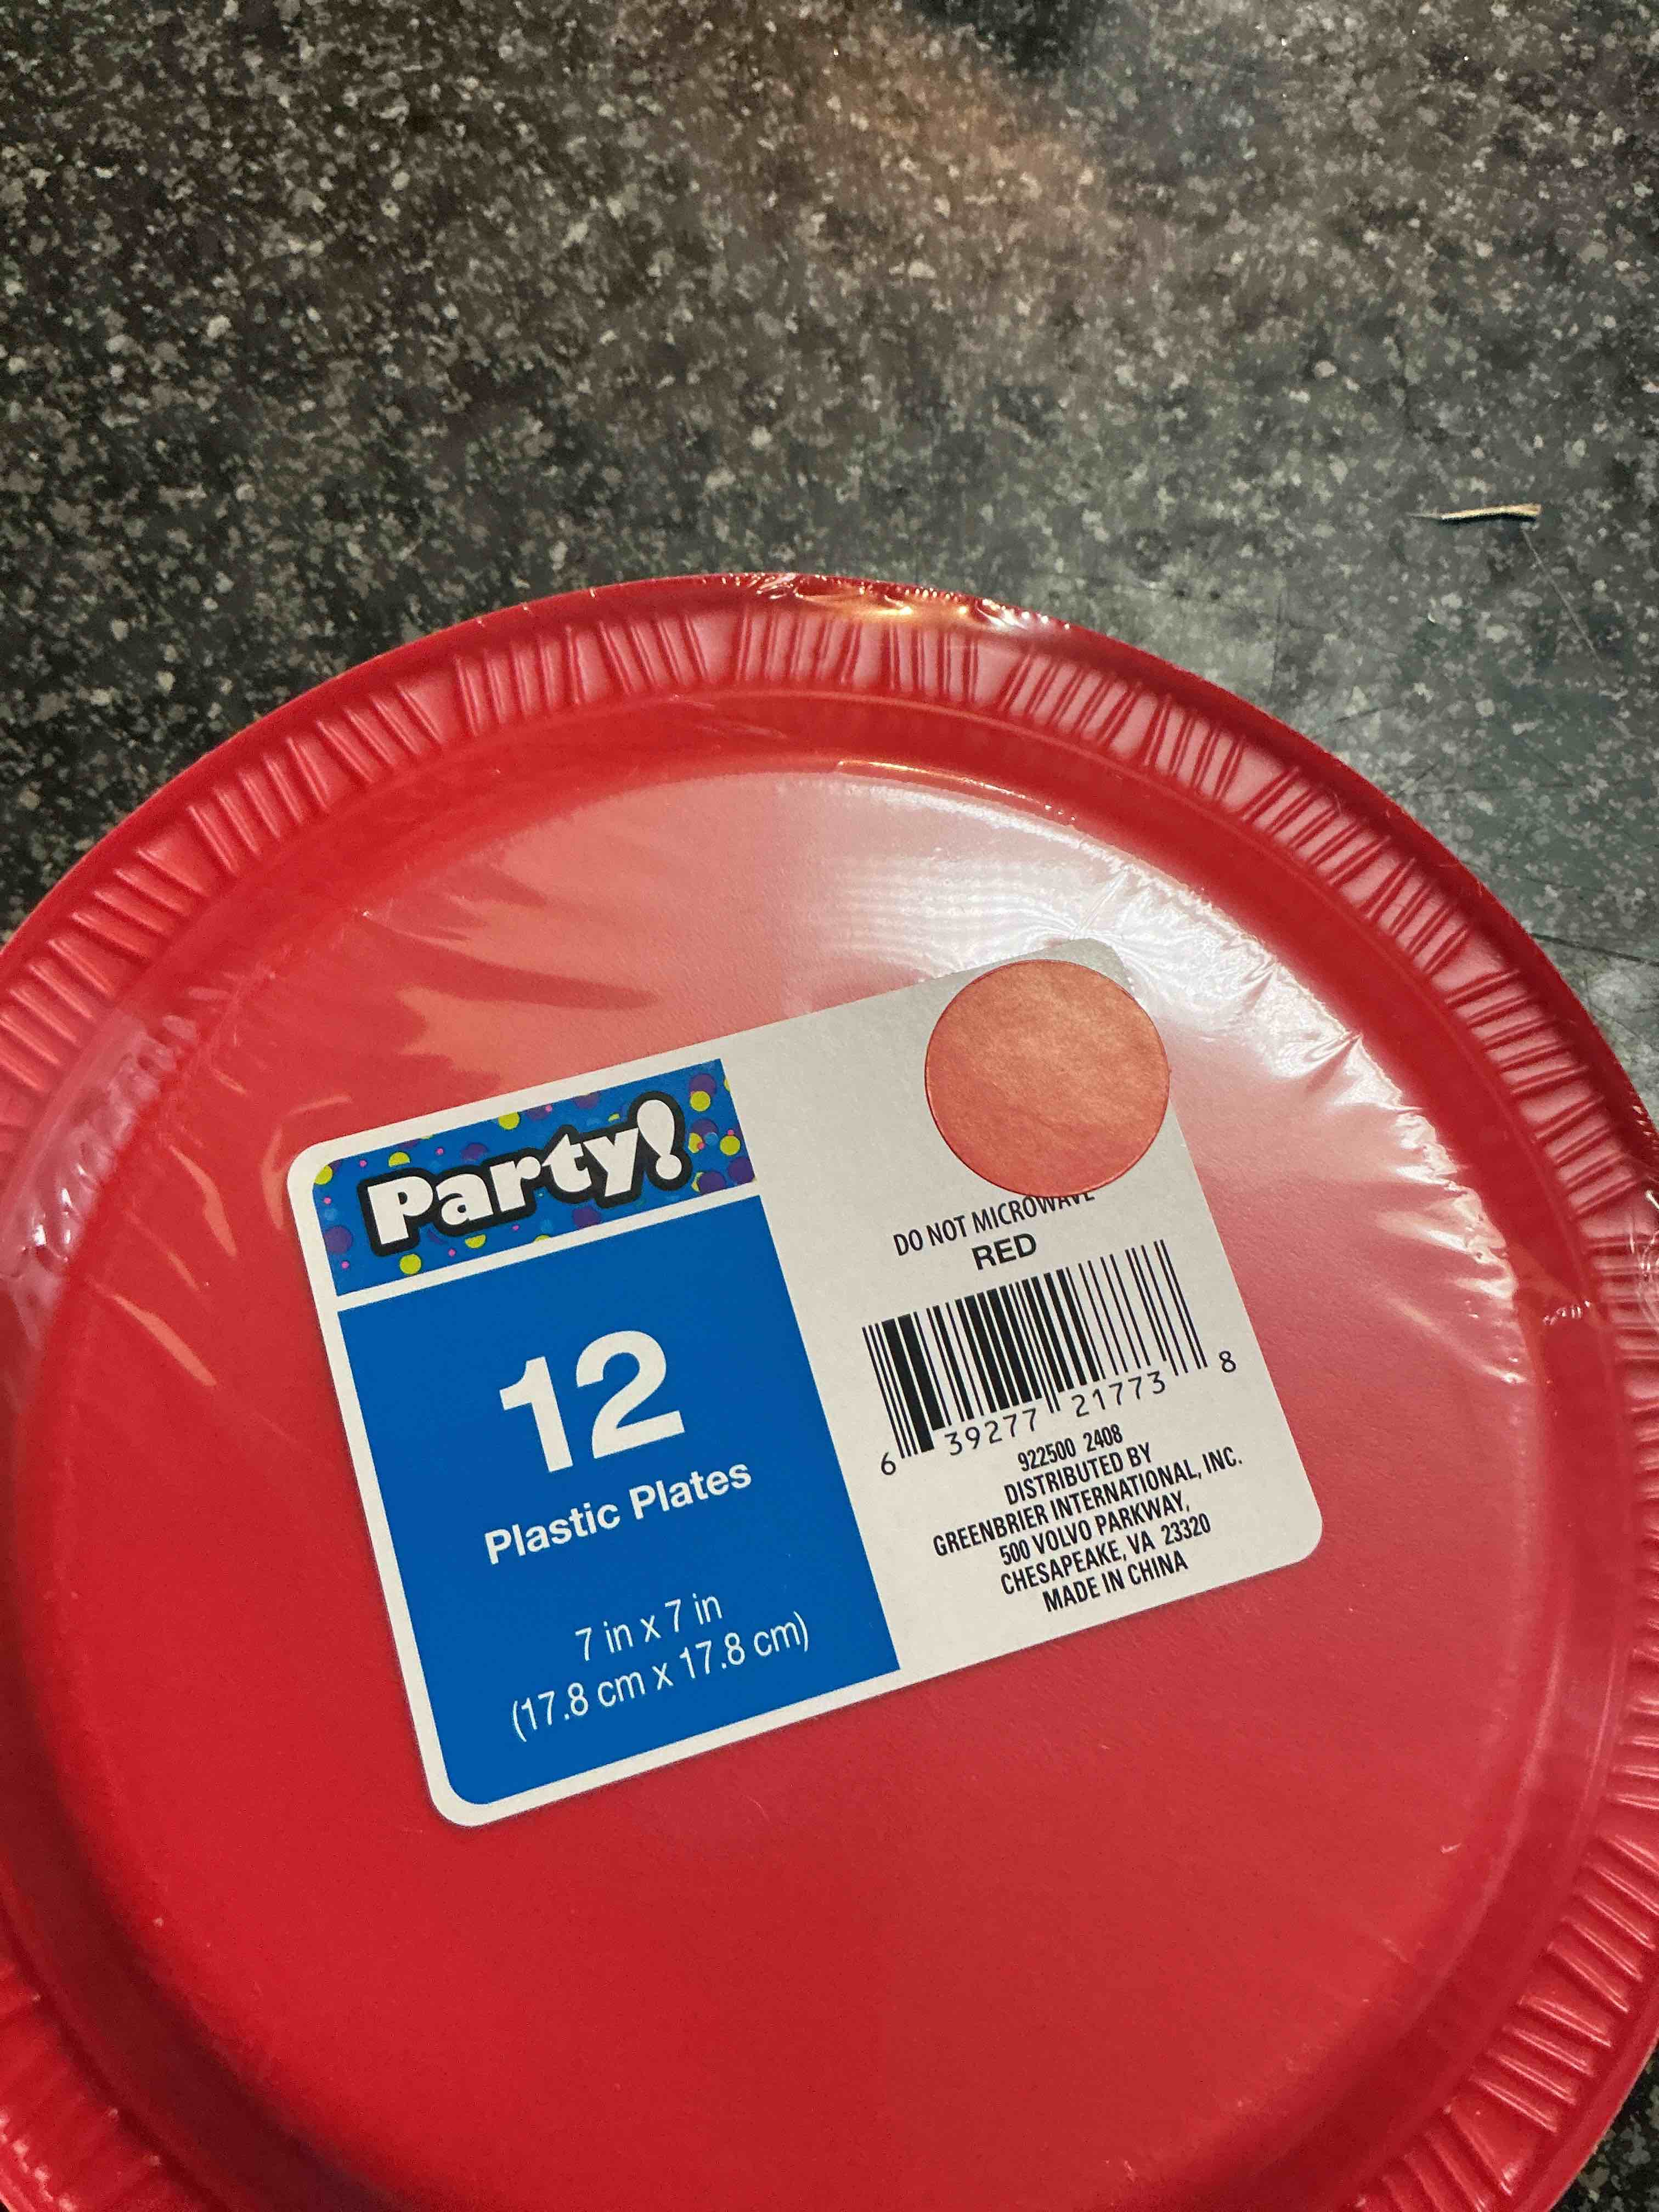 Party!
12
Plastic Plates
7 in x 7 in
(17.8 cm x 17.8 cm)
DO NOT MICROWAVE
RED
6 39277 21773 8
922500 2408
DISTRIBUTED BY
GREENBRIER INTERNATIONAL, INC.
500 VOLVO PARKWAY,
CHESAPEAKE, VA 23320
MADE IN CHINA